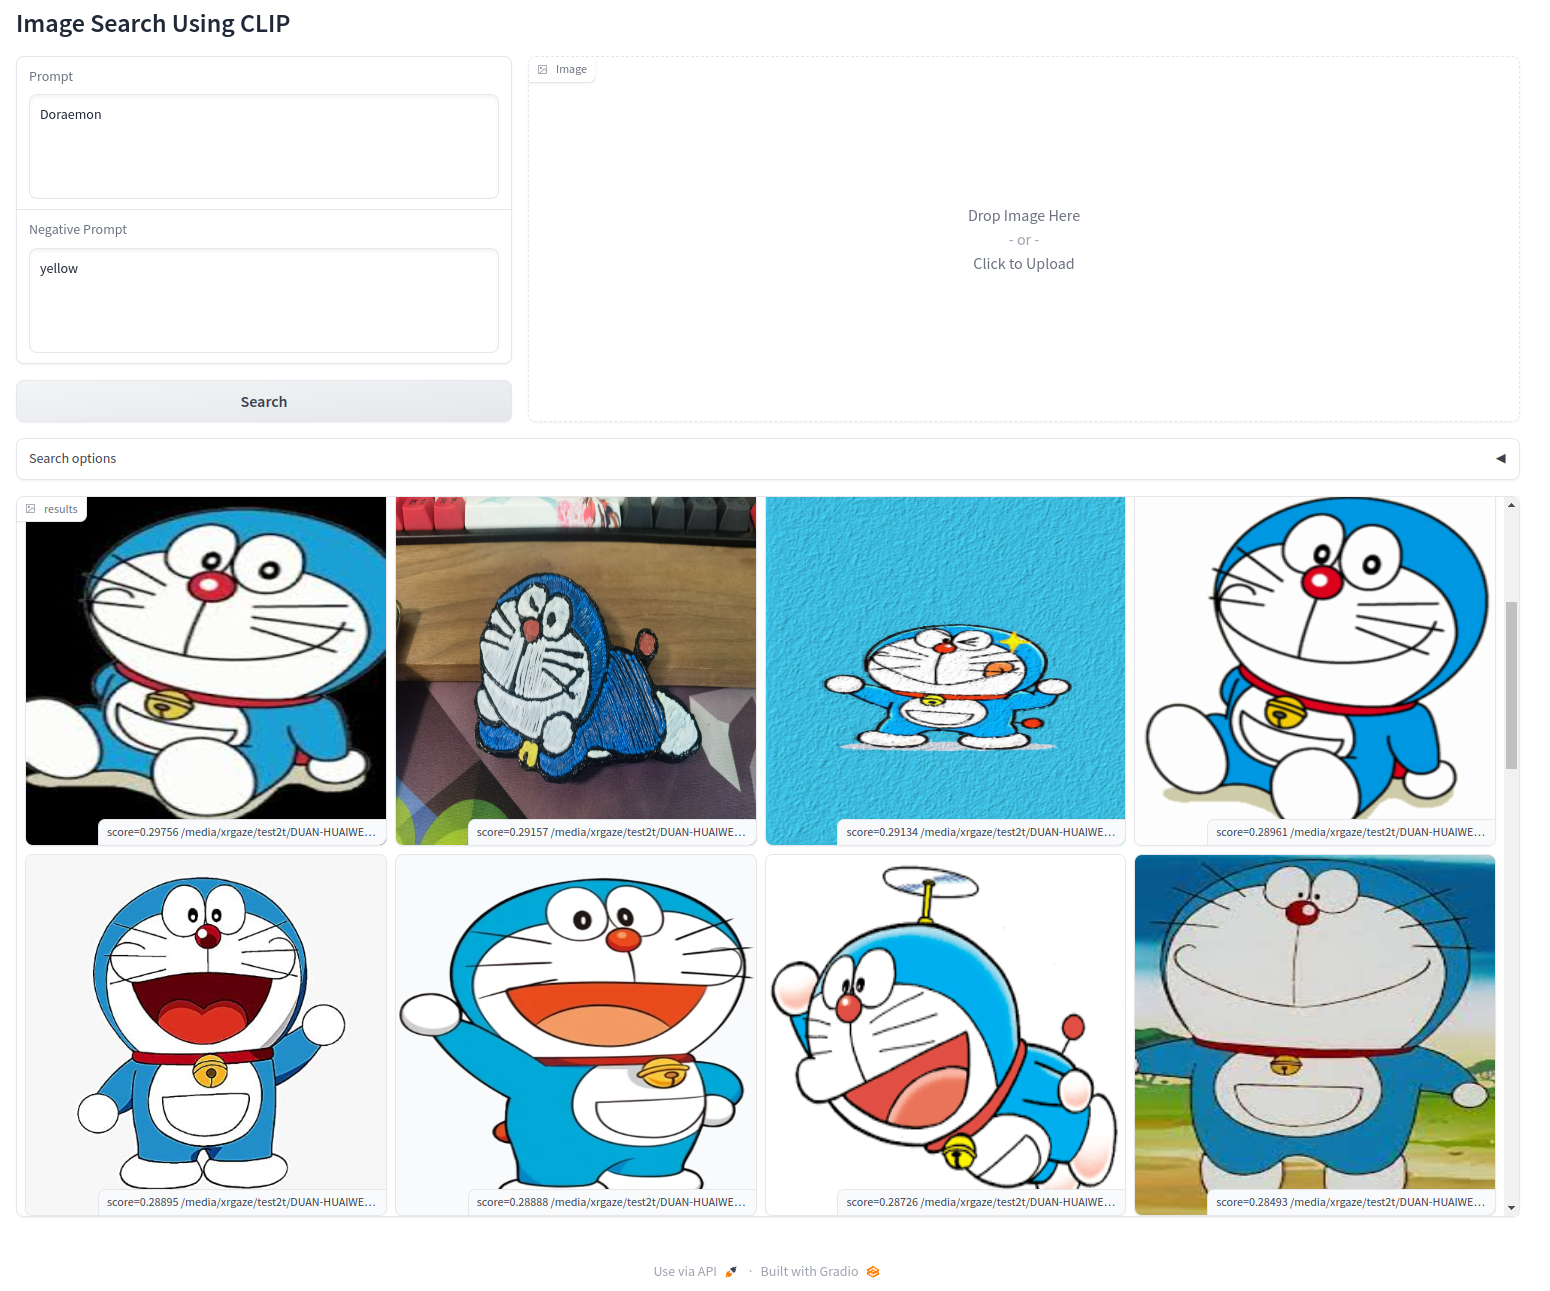 Image Search Using CLIP
Prompt
Doraemon
Negative Prompt
yellow
Search
Image
Drop Image Here
- or -
Click to Upload
Search options
results
score=0.29756 /media/xrgaze/test2t/DUAN-HUAIWE...
score=0.29157 /media/xrgaze/test2t/DUAN-HUAIWE...
score=0.29134 /media/xrgaze/test2t/DUAN-HUAIWE...
score=0.28961 /media/xrgaze/test2t/DUAN-HUAIWE...
score=0.28895 /media/xrgaze/test2t/DUAN-HUAIWE...
score=0.28888 /media/xrgaze/test2t/DUAN-HUAIWE...
score=0.28726 /media/xrgaze/test2t/DUAN-HUAIWE...
score=0.28493 /media/xrgaze/test2t/DUAN-HUAIWE...
Use via API · Built with Gradio